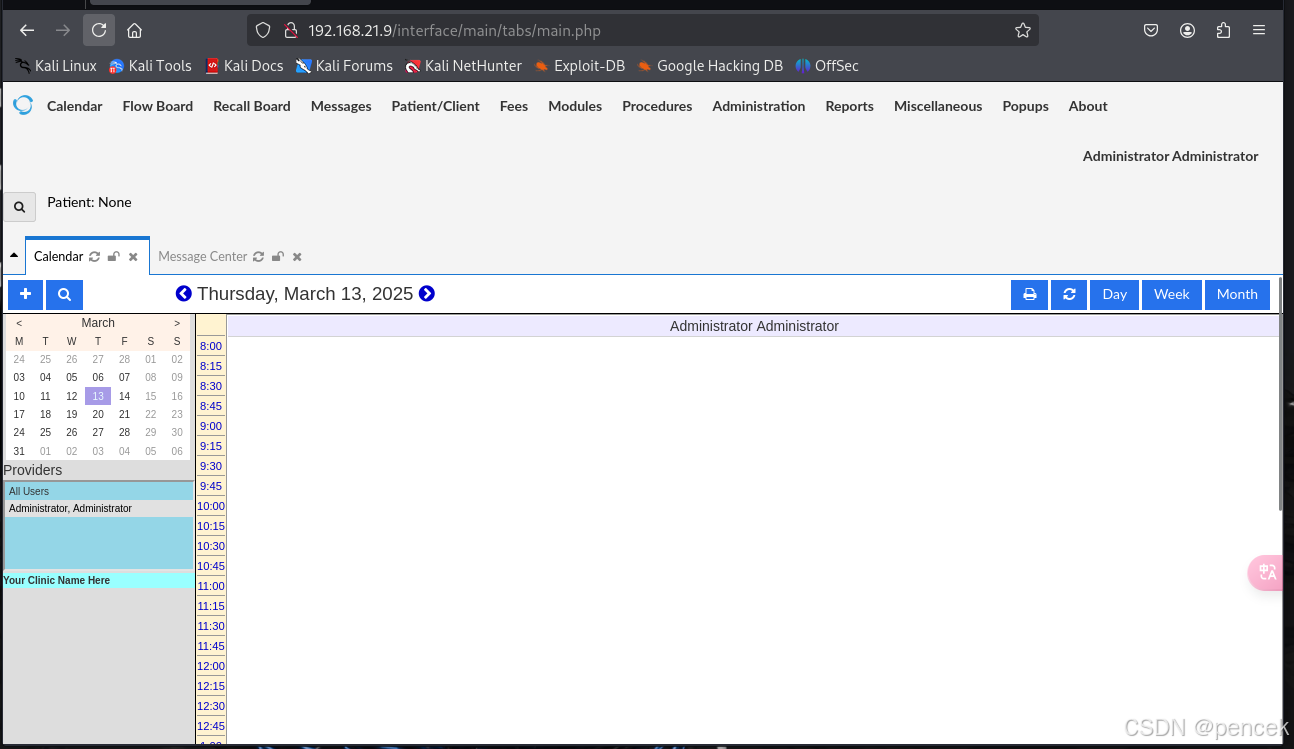 192.168.21.9/interface/main/tabs/main.php
Kali Linux Kali Tools Kali Docs Kali Forums Kali NetHunter Exploit-DB Google Hacking DB OffSec
Calendar Flow Board Recall Board Messages Patient/Client Fees Modules Procedures Administration Reports Miscellaneous Popups About
Administrator Administrator
Patient: None
Calendar Message Center
Thursday, March 13, 2025 Day Week Month
< March >
M T W T F S S
24 25 26 27 28 01 02
03 04 05 06 07 08 09
10 11 12 13 14 15 16
17 18 19 20 21 22 23
24 25 26 27 28 29 30
31 01 02 03 04 05 06
Providers
All Users
Administrator, Administrator
Your Clinic Name Here
Administrator Administrator
8:00
8:15
8:30
8:45
9:00
9:15
9:30
9:45
10:00
10:15
10:30
10:45
11:00
11:15
11:30
11:45
12:00
12:15
12:30
12:45
中A
CSDN @pencek